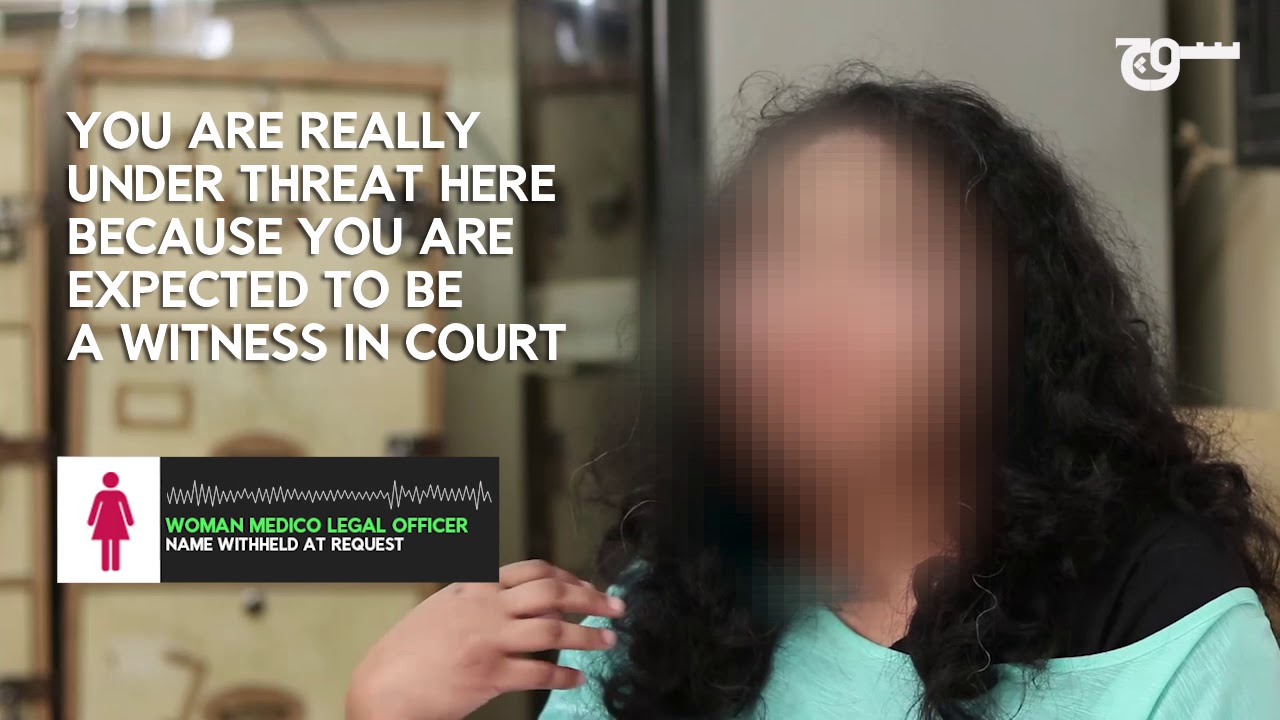 سوچ
YOU ARE REALLY
UNDER THREAT HERE
BECAUSE YOU ARE
EXPECTED TO BE
A WITNESS IN COURT
WOMAN MEDICO LEGAL OFFICER
NAME WITHHELD AT REQUEST